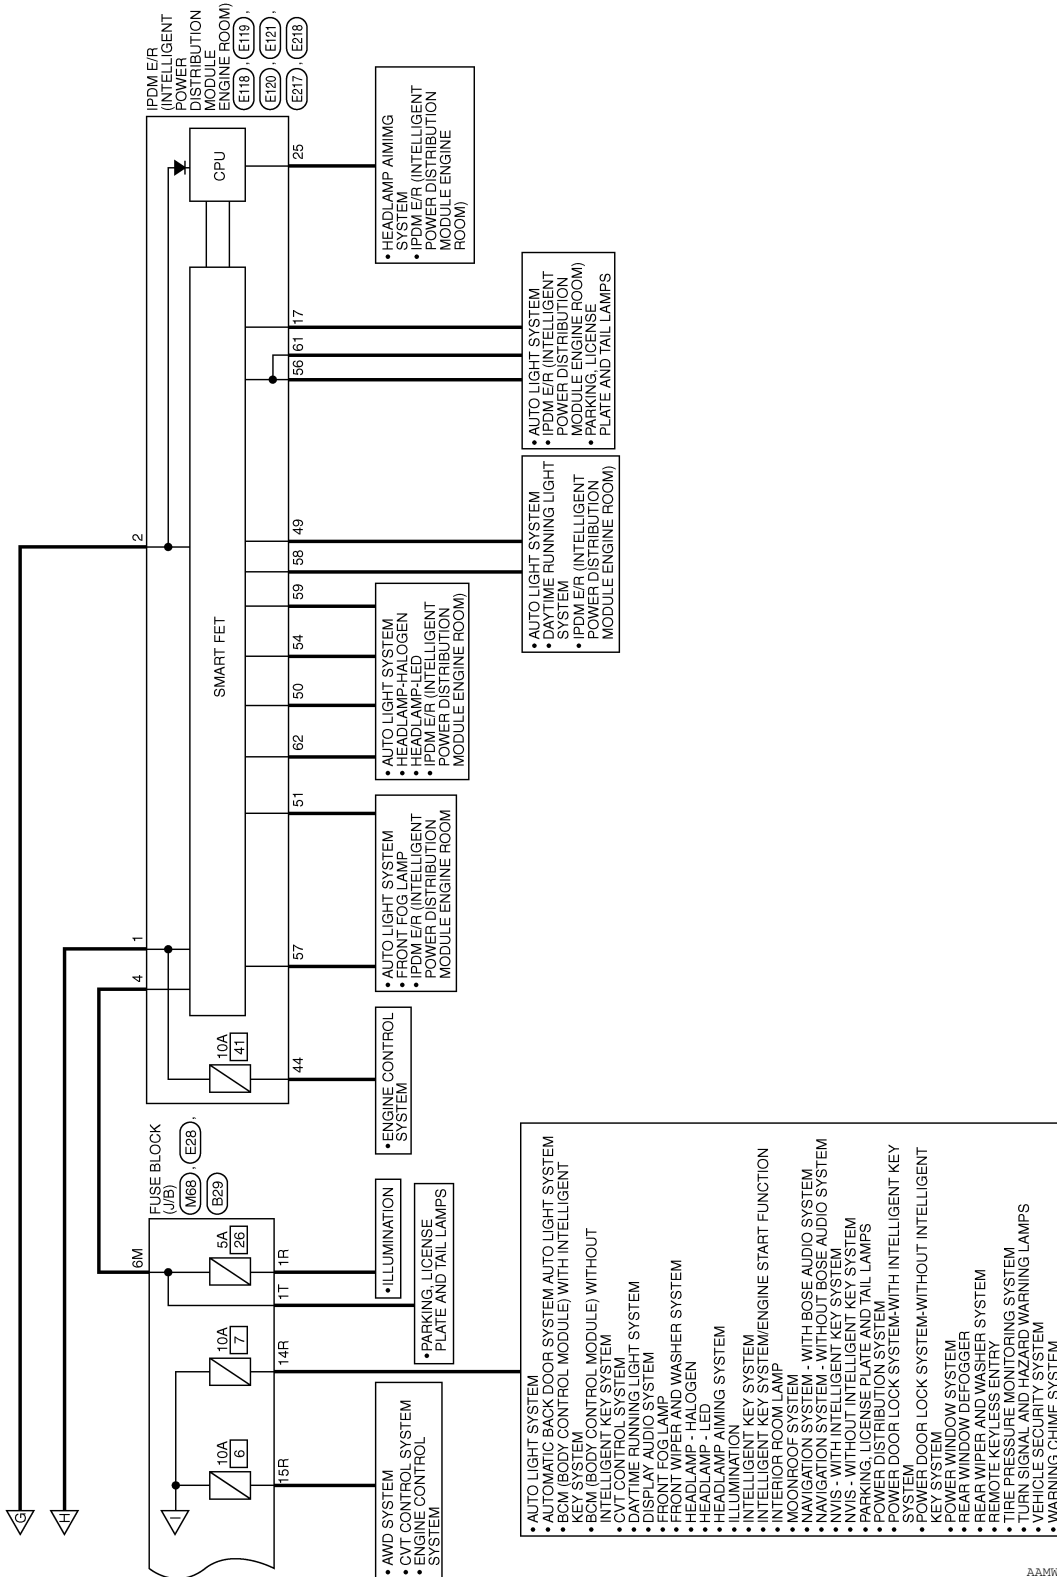 IPDM E/R
(INTELLIGENT
POWER
DISTRIBUTION
MODULE
ENGINE ROOM)
E118 , E119 ,
E120 , E121 ,
E217 , E218
CPU
25
• HEADLAMP AIMIMG
SYSTEM
• IPDM E/R (INTELLIGENT
POWER DISTRIBUTION
MODULE ENGINE
ROOM)
17
61
56
• AUTO LIGHT SYSTEM
• IPDM E/R (INTELLIGENT
POWER DISTRIBUTION
MODULE ENGINE ROOM)
• PARKING, LICENSE
PLATE AND TAIL LAMPS
2
49
58
• AUTO LIGHT SYSTEM
• DAYTIME RUNNING LIGHT
SYSTEM
• IPDM E/R (INTELLIGENT
POWER DISTRIBUTION
MODULE ENGINE ROOM)
SMART FET
59
54
50
62
• AUTO LIGHT SYSTEM
• HEADLAMP-HALOGEN
• HEADLAMP-LED
• IPDM E/R (INTELLIGENT
POWER DISTRIBUTION
MODULE ENGINE ROOM)
51
57
• AUTO LIGHT SYSTEM
• FRONT FOG LAMP
• IPDM E/R (INTELLIGENT
POWER DISTRIBUTION
MODULE ENGINE ROOM
1
4
10A
41
44
• ENGINE CONTROL
SYSTEM
FUSE BLOCK
(J/B)
M68 , E28 ,
B29
6M
5A
26
1R
1T
• ILLUMINATION
• PARKING, LICENSE
PLATE AND TAIL LAMPS
10A
7
14R
10A
6
15R
• AWD SYSTEM
• CVT CONTROL SYSTEM
• ENGINE CONTROL
SYSTEM
G
H
I
• AUTO LIGHT SYSTEM
• AUTOMATIC BACK DOOR SYSTEM AUTO LIGHT SYSTEM
• BCM (BODY CONTROL MODULE) WITH INTELLIGENT
KEY SYSTEM
• BCM (BODY CONTROL MODULE) WITHOUT
INTELLIGENT KEY SYSTEM
• CVT CONTROL SYSTEM
• DAYTIME RUNNING LIGHT SYSTEM
• DISPLAY AUDIO SYSTEM
• FRONT FOG LAMP
• FRONT WIPER AND WASHER SYSTEM
• HEADLAMP - HALOGEN
• HEADLAMP - LED
• HEADLAMP AIMING SYSTEM
• ILLUMINATION
• INTELLIGENT KEY SYSTEM
• INTELLIGENT KEY SYSTEM/ENGINE START FUNCTION
• INTERIOR ROOM LAMP
• MOONROOF SYSTEM
• NAVIGATION SYSTEM - WITH BOSE AUDIO SYSTEM
• NAVIGATION SYSTEM - WITHOUT BOSE AUDIO SYSTEM
• NVIS - WITH INTELLIGENT KEY SYSTEM
• NVIS - WITHOUT INTELLIGENT KEY SYSTEM
• PARKING, LICENSE PLATE AND TAIL LAMPS
• POWER DISTRIBUTION SYSTEM
• POWER DOOR LOCK SYSTEM-WITH INTELLIGENT KEY
SYSTEM
• POWER DOOR LOCK SYSTEM-WITHOUT INTELLIGENT
KEY SYSTEM
• POWER WINDOW SYSTEM
• REAR WINDOW DEFOGGER
• REAR WIPER AND WASHER SYSTEM
• REMOTE KEYLESS ENTRY
• TIRE PRESSURE MONITORING SYSTEM
• TURN SIGNAL AND HAZARD WARNING LAMPS
• VEHICLE SECURITY SYSTEM
• WARNING CHIME SYSTEM